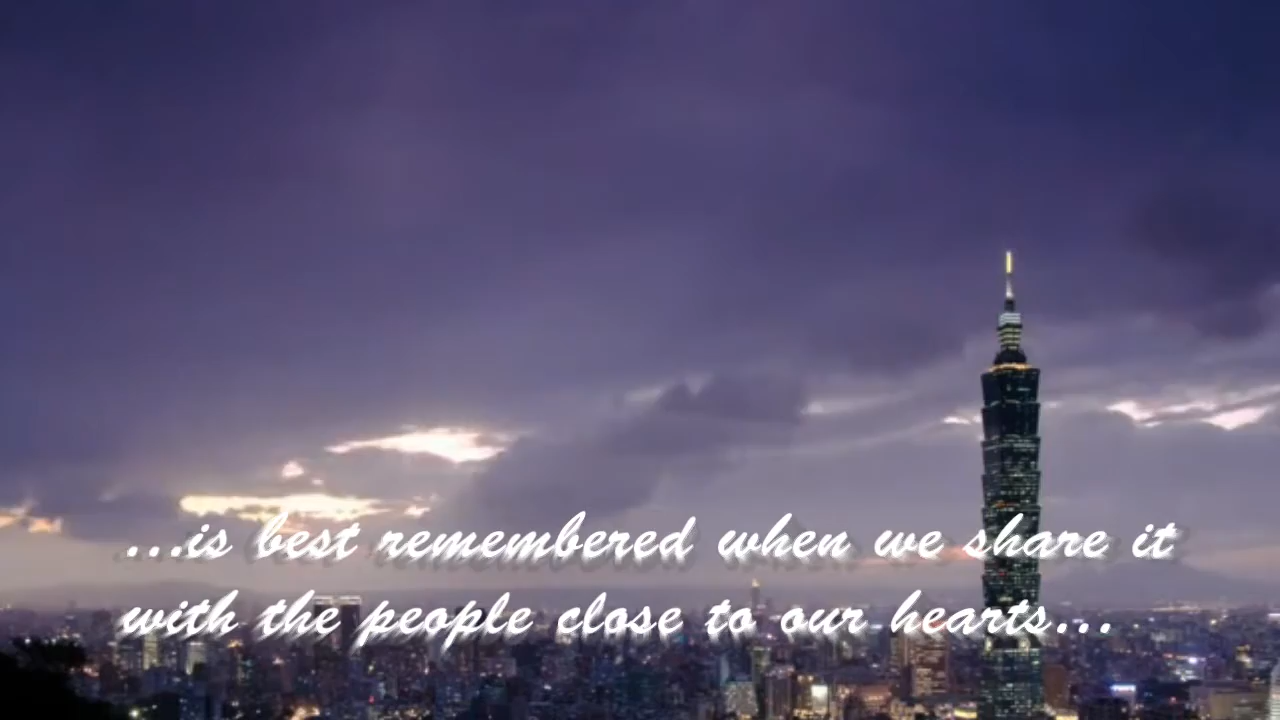 ...is best remembered when we share it
with the people close to our hearts...